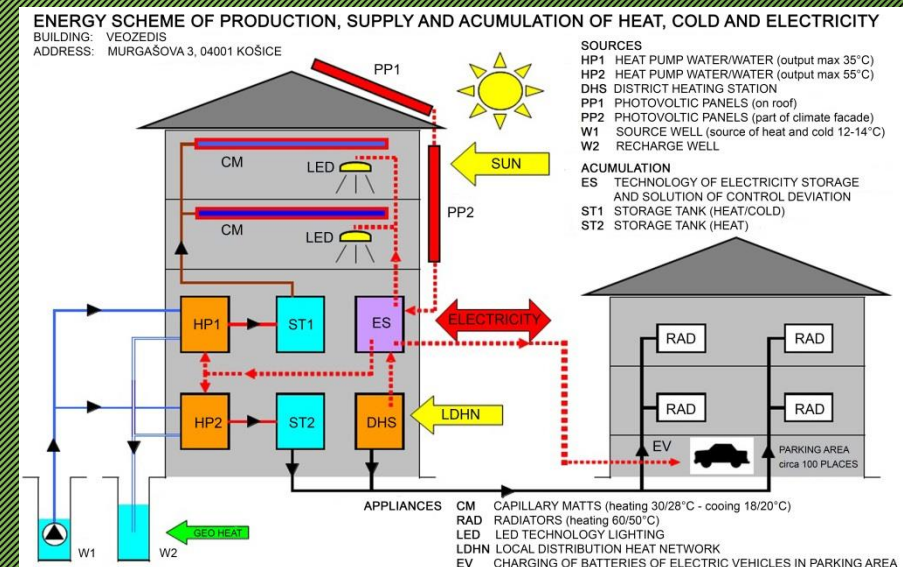 ENERGY SCHEME OF PRODUCTION, SUPPLY AND ACUMULATION OF HEAT, COLD AND ELECTRICITY
BUILDING: VEOZEDIS
ADDRESS: MURGAŠOVA 3, 04001 KOŠICE
SOURCES
HP1 HEAT PUMP WATER/WATER (output max 35°C)
HP2 HEAT PUMP WATER/WATER (output max 55°C)
DHS DISTRICT HEATING STATION
PP1 PHOTOVOLTIC PANELS (on roof)
PP2 PHOTOVOLTIC PANELS (part of climate facade)
W1 SOURCE WELL (source of heat and cold 12-14°C)
W2 RECHARGE WELL
ACUMULATION
ES TECHNOLOGY OF ELECTRICITY STORAGE
AND SOLUTION OF CONTROL DEVIATION
ST1 STORAGE TANK (HEAT/COLD)
ST2 STORAGE TANK (HEAT)
PP1
CM
LED
SUN
PP2
CM
LED
HP1
ST1
ES
ELECTRICITY
RAD
RAD
HP2
ST2
DHS
LDHN
RAD
RAD
EV
PARKING AREA
circa 100 PLACES
W1
W2
GEO HEAT
APPLIANCES
CM CAPILLARY MATTS (heating 30/28°C - cooing 18/20°C)
RAD RADIATORS (heating 60/50°C)
LED LED TECHNOLOGY LIGHTING
LDHN LOCAL DISTRIBUTION HEAT NETWORK
EV CHARGING OF BATTERIES OF ELECTRIC VEHICLES IN PARKING AREA